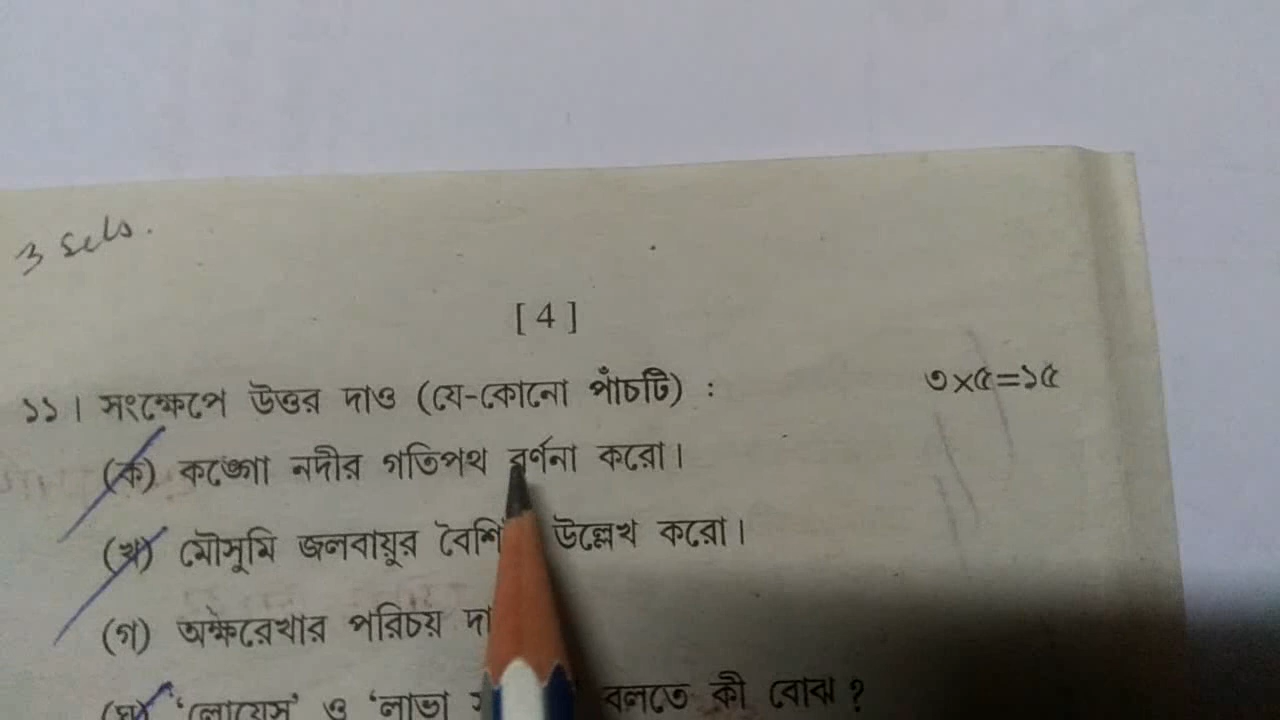 3 Sets.
[ 4 ]
১১। সংক্ষেপে উত্তর দাও (যে-কোনো পাঁচটি) : ৩×৫=১৫
(ক) কঙ্গো নদীর গতিপথ বর্ণনা করো।
(খ) মৌসুমি জলবায়ুর উল্লেখ করো।
(গ) অক্ষরেখার পরিচয়
(ঘ) ‘লোয়েস’ ও ‘লাভা বলতে কী বোঝ ?